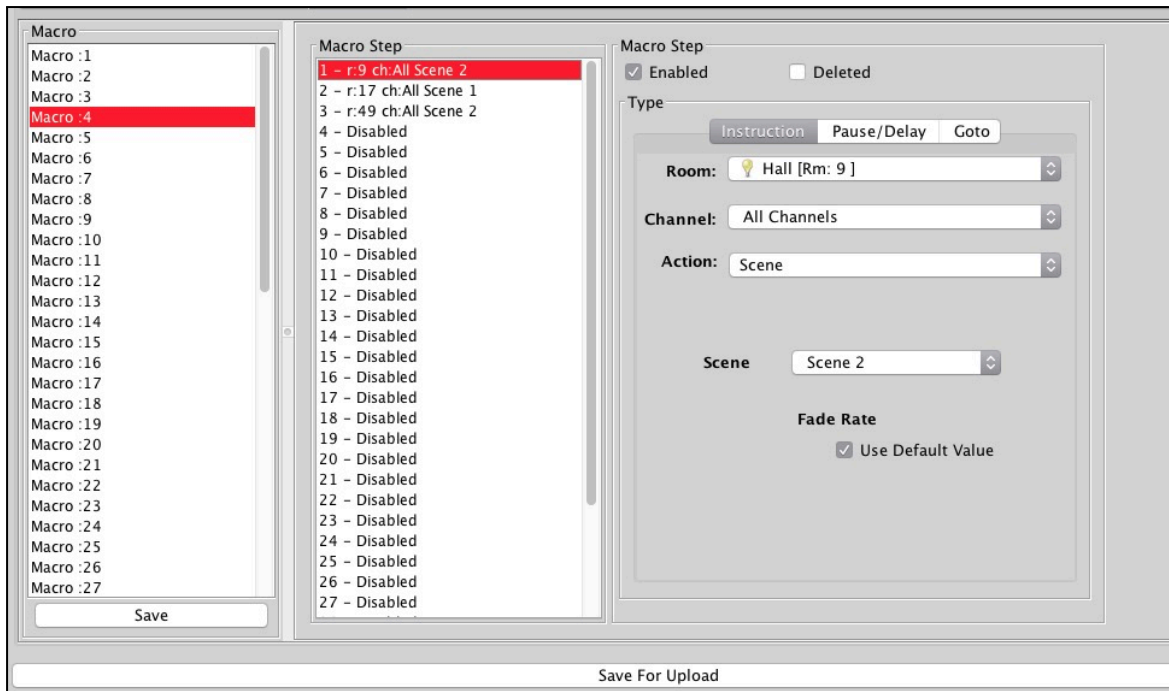 Macro
Macro :1
Macro :2
Macro :3
Macro :4
Macro :5
Macro :6
Macro :7
Macro :8
Macro :9
Macro :10
Macro :11
Macro :12
Macro :13
Macro :14
Macro :15
Macro :16
Macro :17
Macro :18
Macro :19
Macro :20
Macro :21
Macro :22
Macro :23
Macro :24
Macro :25
Macro :26
Macro :27
Save
Macro Step
1 - r:9 ch:All Scene 2
2 - r:17 ch:All Scene 1
3 - r:49 ch:All Scene 2
4 - Disabled
5 - Disabled
6 - Disabled
7 - Disabled
8 - Disabled
9 - Disabled
10 - Disabled
11 - Disabled
12 - Disabled
13 - Disabled
14 - Disabled
15 - Disabled
16 - Disabled
17 - Disabled
18 - Disabled
19 - Disabled
20 - Disabled
21 - Disabled
22 - Disabled
23 - Disabled
24 - Disabled
25 - Disabled
26 - Disabled
27 - Disabled
Macro Step
Enabled Deleted
Type
Instruction Pause/Delay Goto
Room: Hall [Rm: 9 ]
Channel: All Channels
Action: Scene
Scene Scene 2
Fade Rate
Use Default Value
Save For Upload